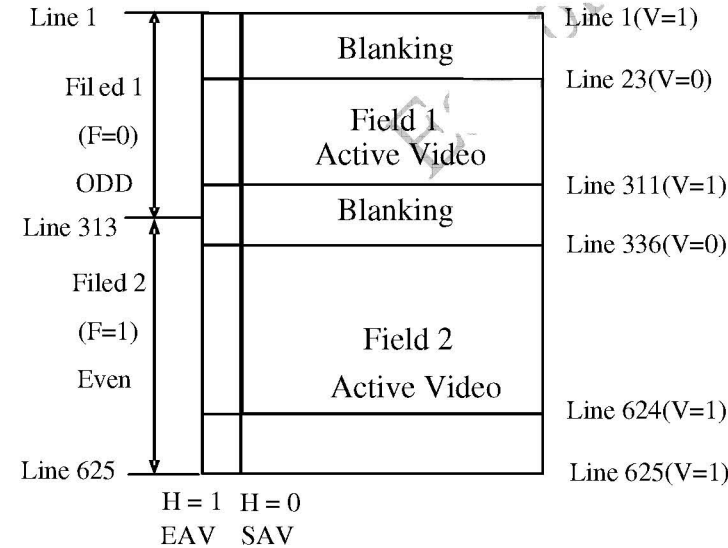 Line 1
Line 1(V=1)
Blanking
Line 23(V=0)
Filed 1
(F=0)
ODD
Field 1
Active Video
Line 311(V=1)
Blanking
Line 313
Line 336(V=0)
Filed 2
(F=1)
Even
Field 2
Active Video
Line 624(V=1)
Line 625
Line 625(V=1)
H = 1 H = 0
EAV SAV